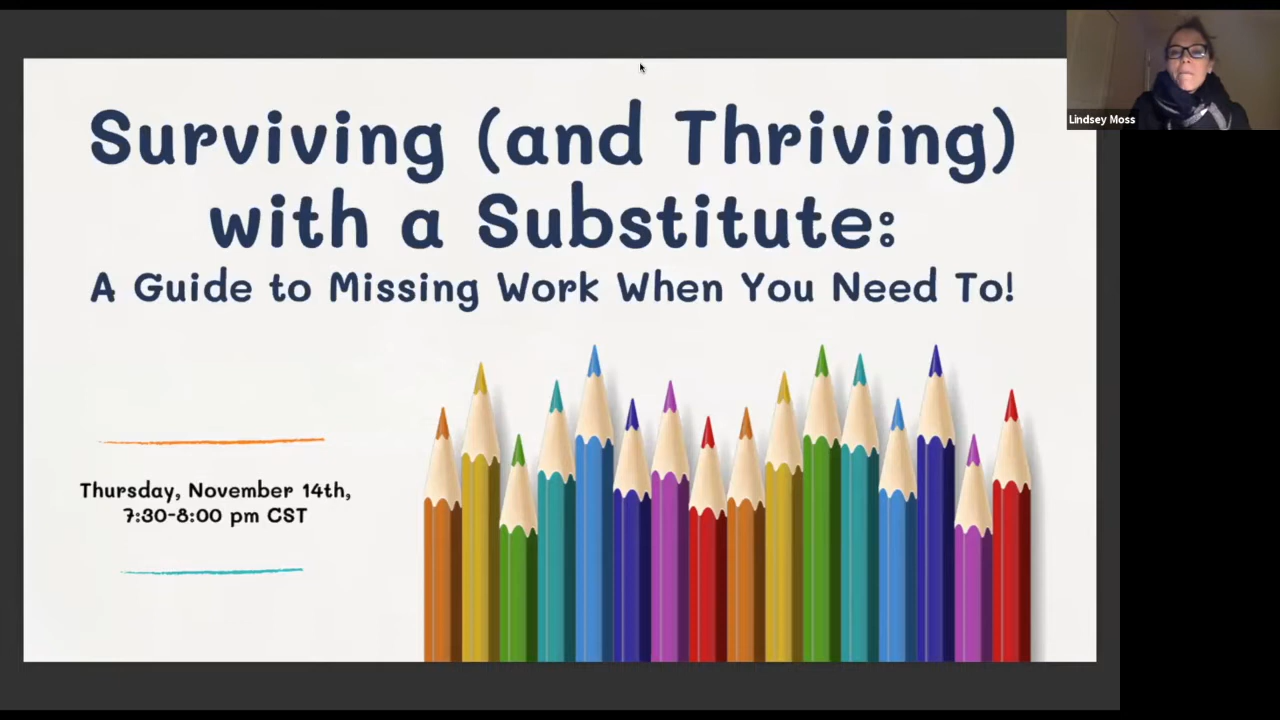 Surviving (and Thriving)
with a Substitute:
A Guide to Missing Work When You Need To!
Thursday, November 14th,
7:30-8:00 pm CST
Lindsey Moss